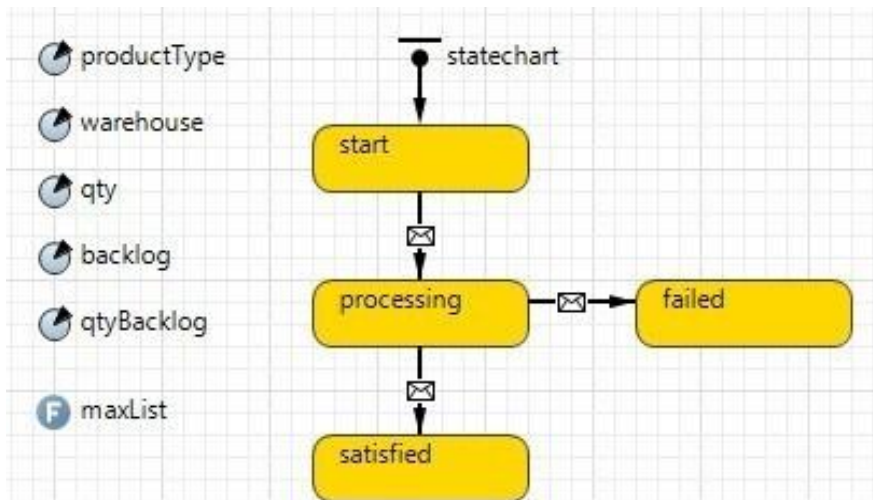 productType
warehouse
qty
backlog
qtyBacklog
F maxList
statechart
start
processing
failed
satisfied